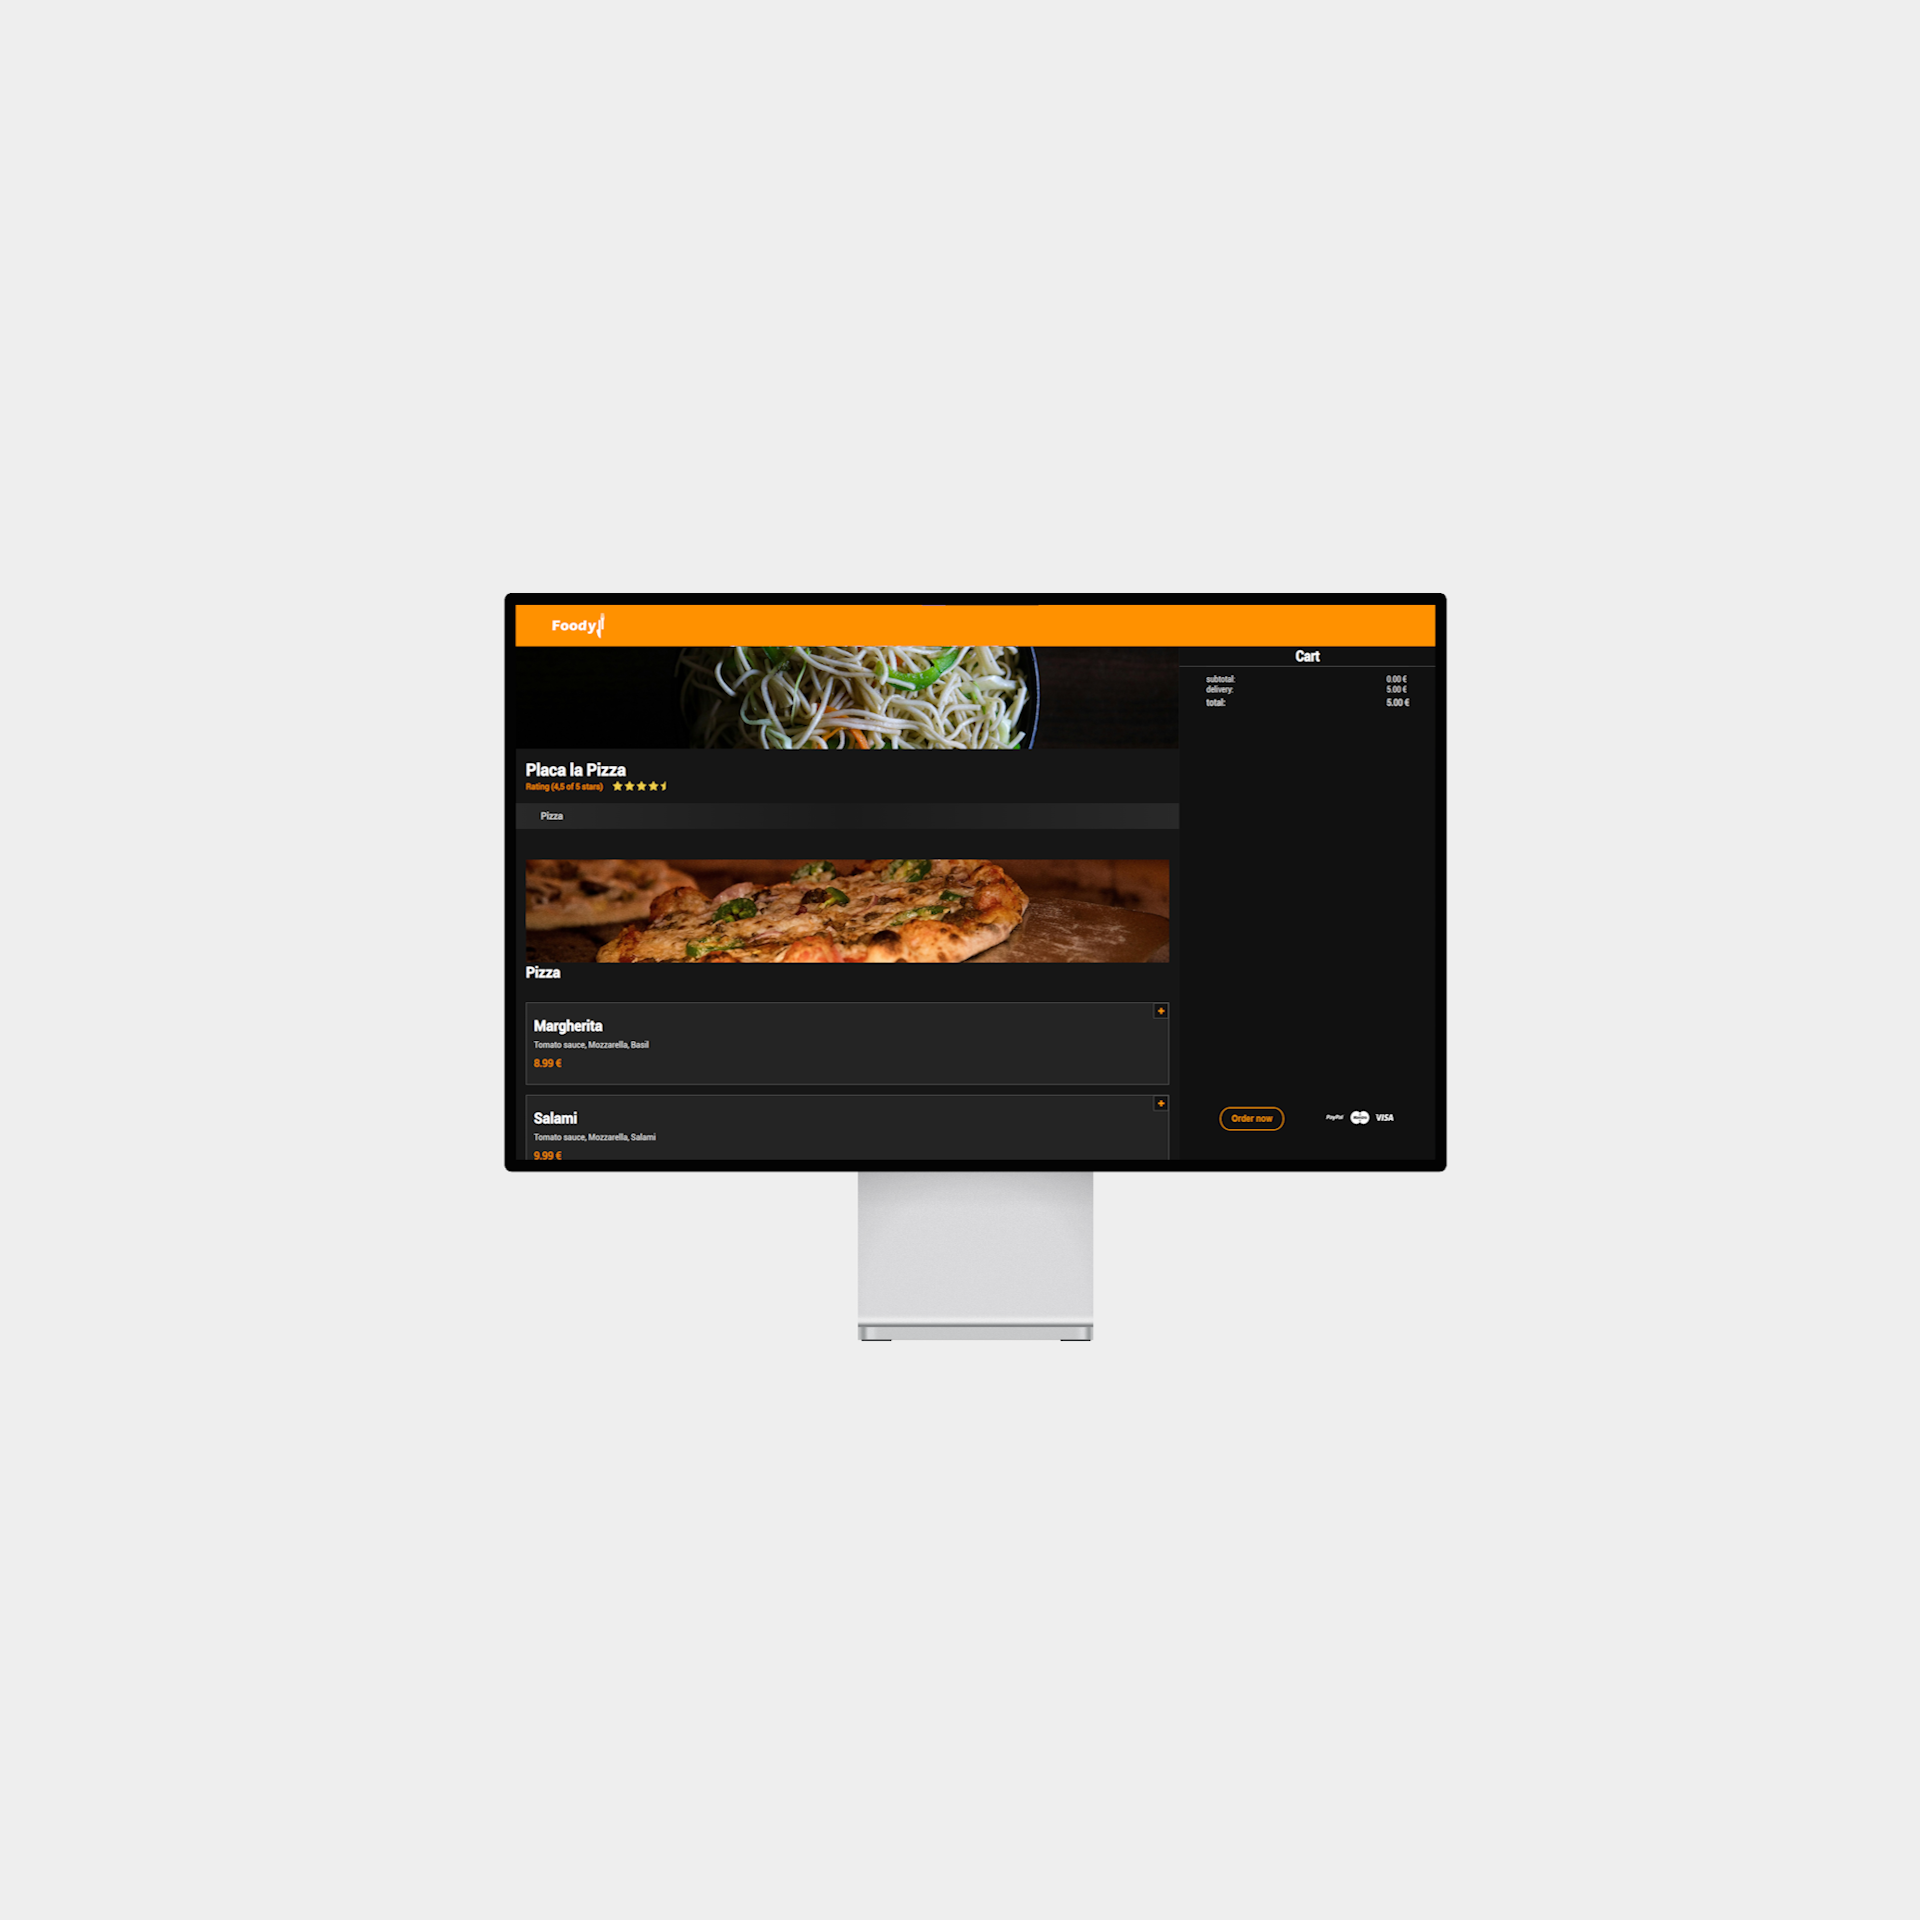 Foody
Cart
subtotal: 0.00 €
delivery: 5.00 €
total: 5.00 €
Placa la Pizza
Rating (4,5 of 5 stars)
Pizza
Pizza
Margherita
Tomato sauce, Mozzarella, Basil
8.99 €
Salami
Tomato sauce, Mozzarella, Salami
9.99 €
Order now
PayPal
VISA